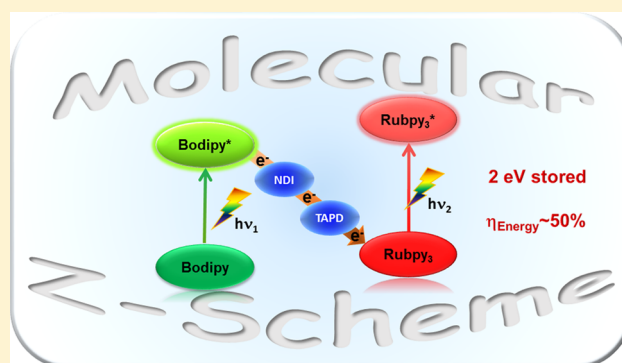 Molecular
Bodipy*
Rubpy₃*
e-
NDI
e-
TAPD
e-
hν₁
hν₂
2 eV stored
ηEnergy~50%
Bodipy
Rubpy₃
Z-Scheme